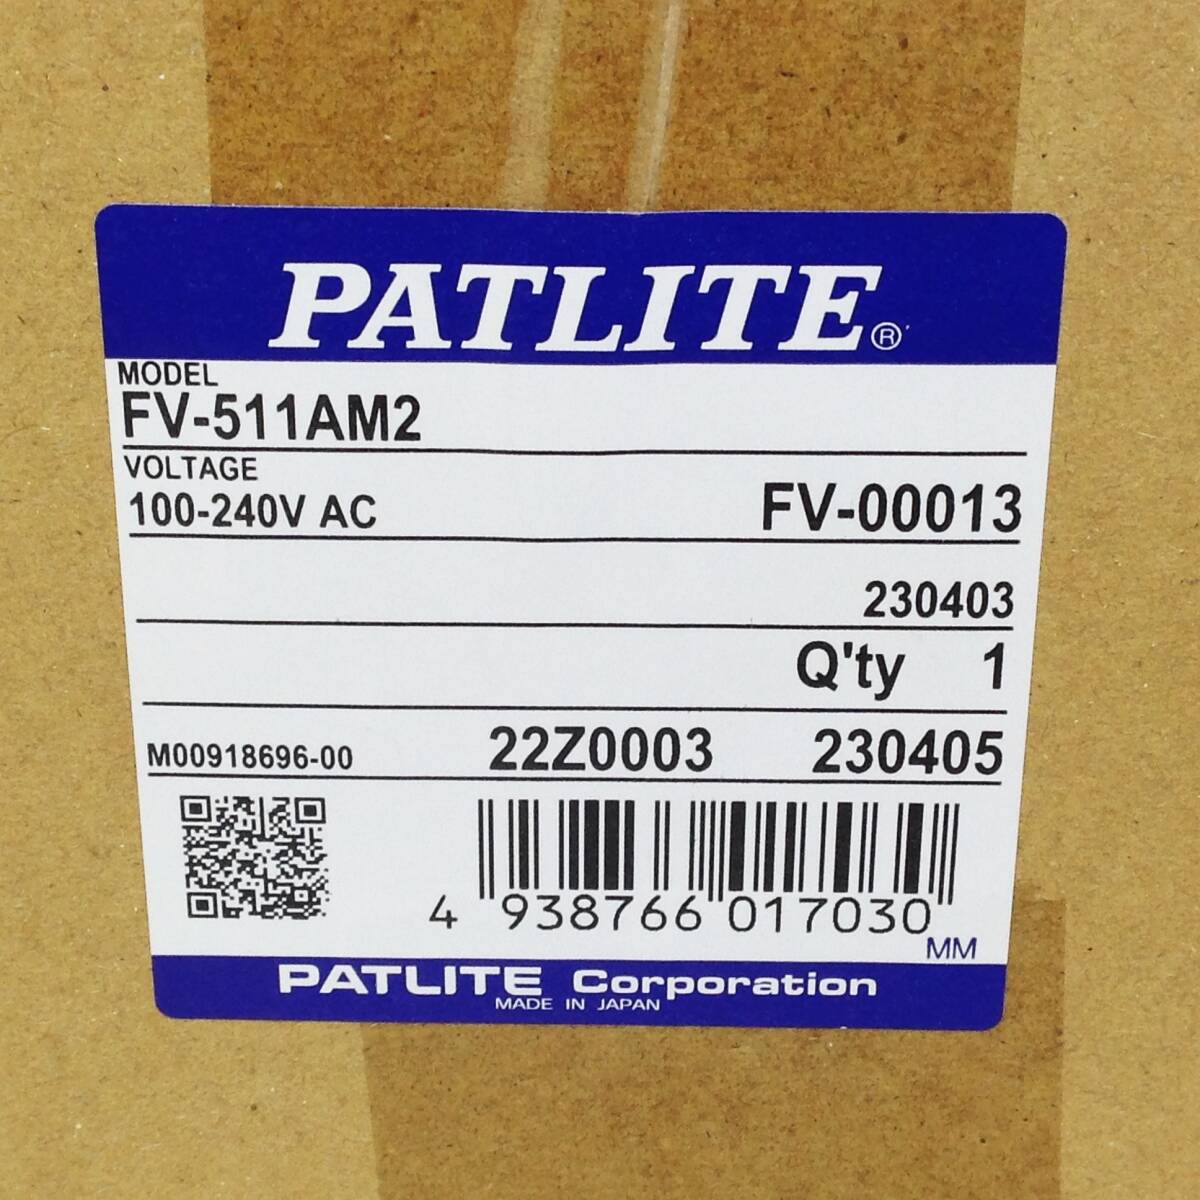 PATLITE®
MODEL
FV-511AM2
VOLTAGE
100-240V AC FV-00013
230403
Q'ty 1
M00918696-00 22Z0003 230405
4 938766 017030
MM
PATLITE Corporation
MADE IN JAPAN